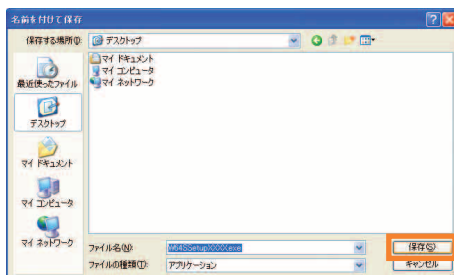 名前を付けて保存
保存する場所(I):
デスクトップ
マイ ドキュメント
マイ コンピュータ
マイ ネットワーク
最近使ったファイル
デスクトップ
マイ ドキュメント
マイ コンピュータ
マイ ネットワーク
ファイル名(N):
W64SSetupXXXX.exe
保存(S)
ファイルの種類(T):
アプリケーション
キャンセル